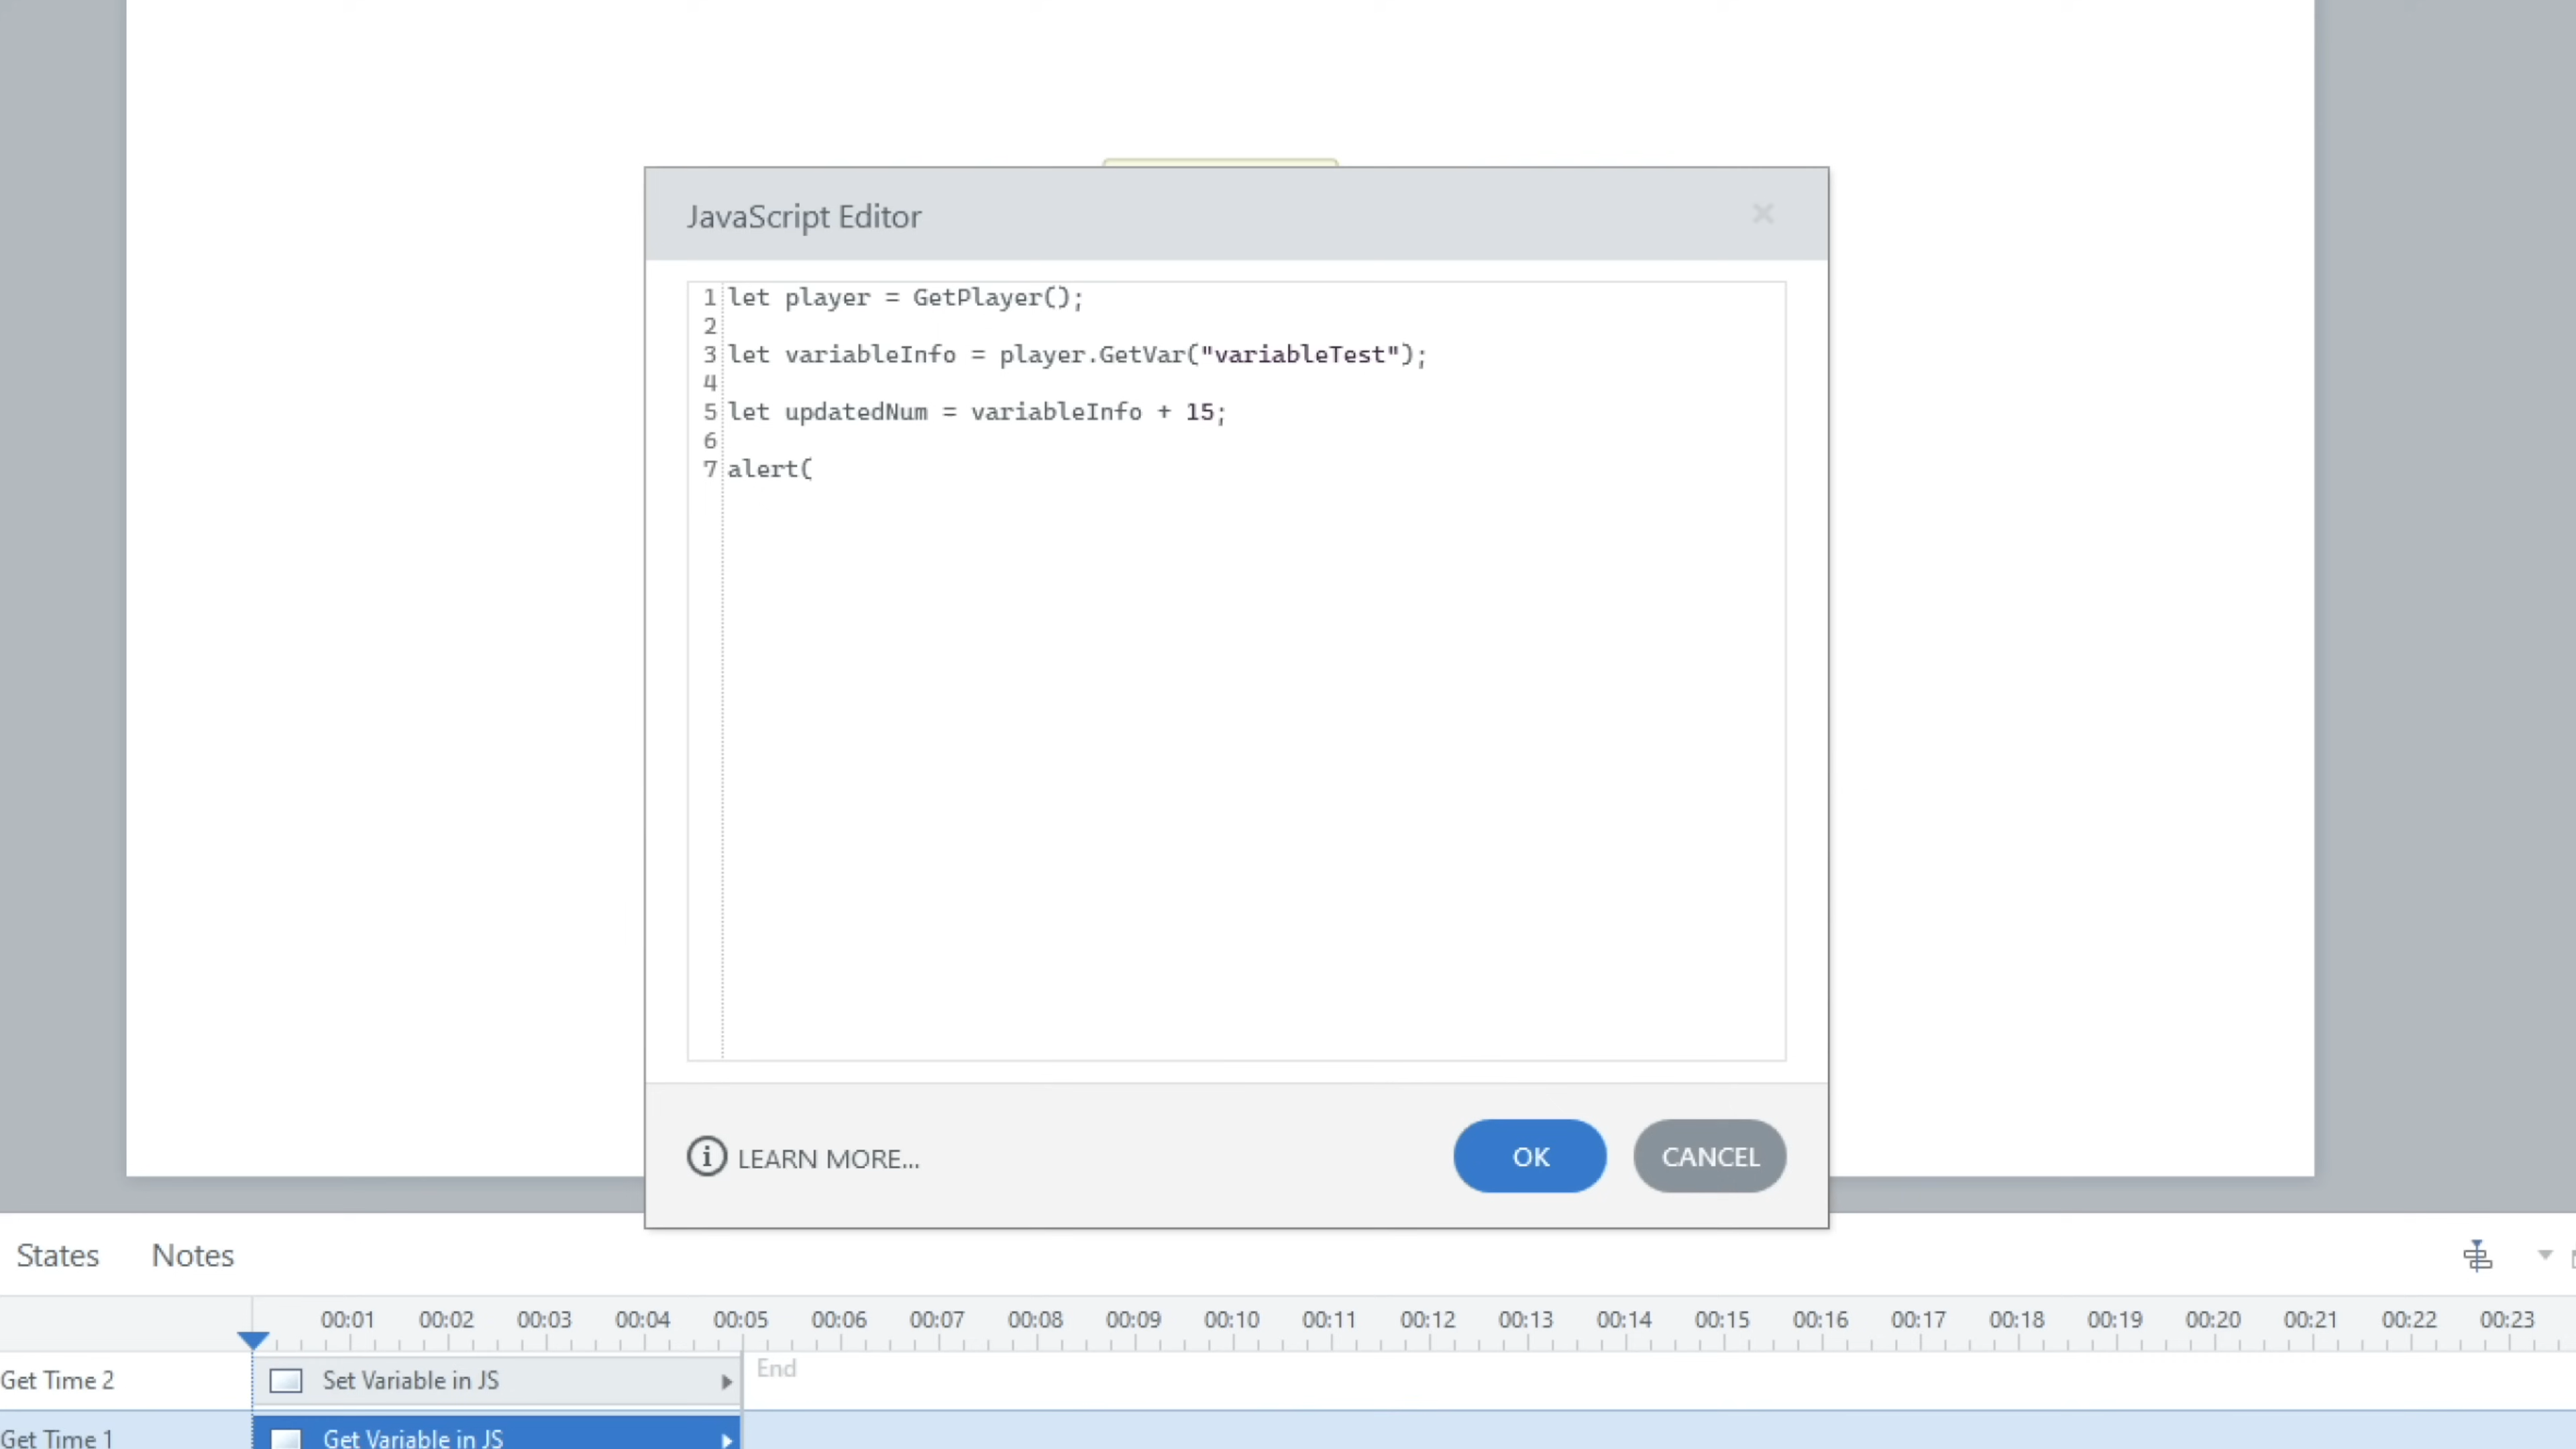 JavaScript Editor
1 let player = GetPlayer();
2
3 let variableInfo = player.GetVar("variableTest");
4
5 let updatedNum = variableInfo + 15;
6
7 alert(
LEARN MORE...
OK
CANCEL
States
Notes
00:01 00:02 00:03 00:04 00:05 00:06 00:07 00:08 00:09 00:10 00:11 00:12 00:13 00:14 00:15 00:16 00:17 00:18 00:19 00:20 00:21 00:22 00:23
Get Time 2
Set Variable in JS
End
Get Time 1
Get Variable in JS